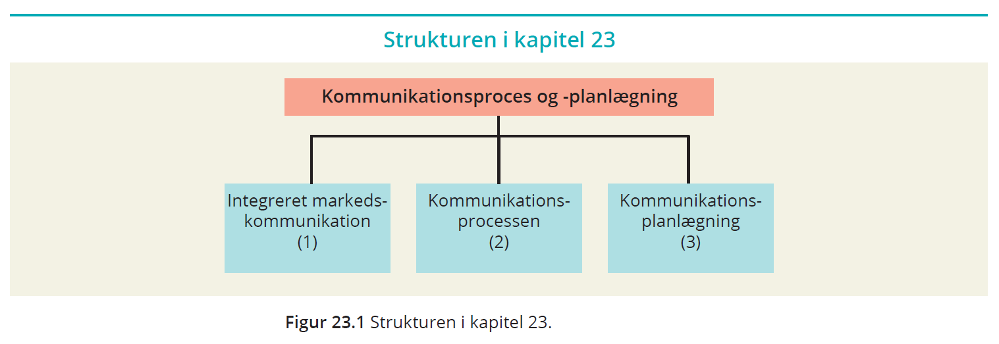 Strukturen i kapitel 23
Kommunikationsproces og -planlægning
Integreret markeds-
kommunikation
(1)
Kommunikations-
processen
(2)
Kommunikations-
planlægning
(3)
Figur 23.1 Strukturen i kapitel 23.